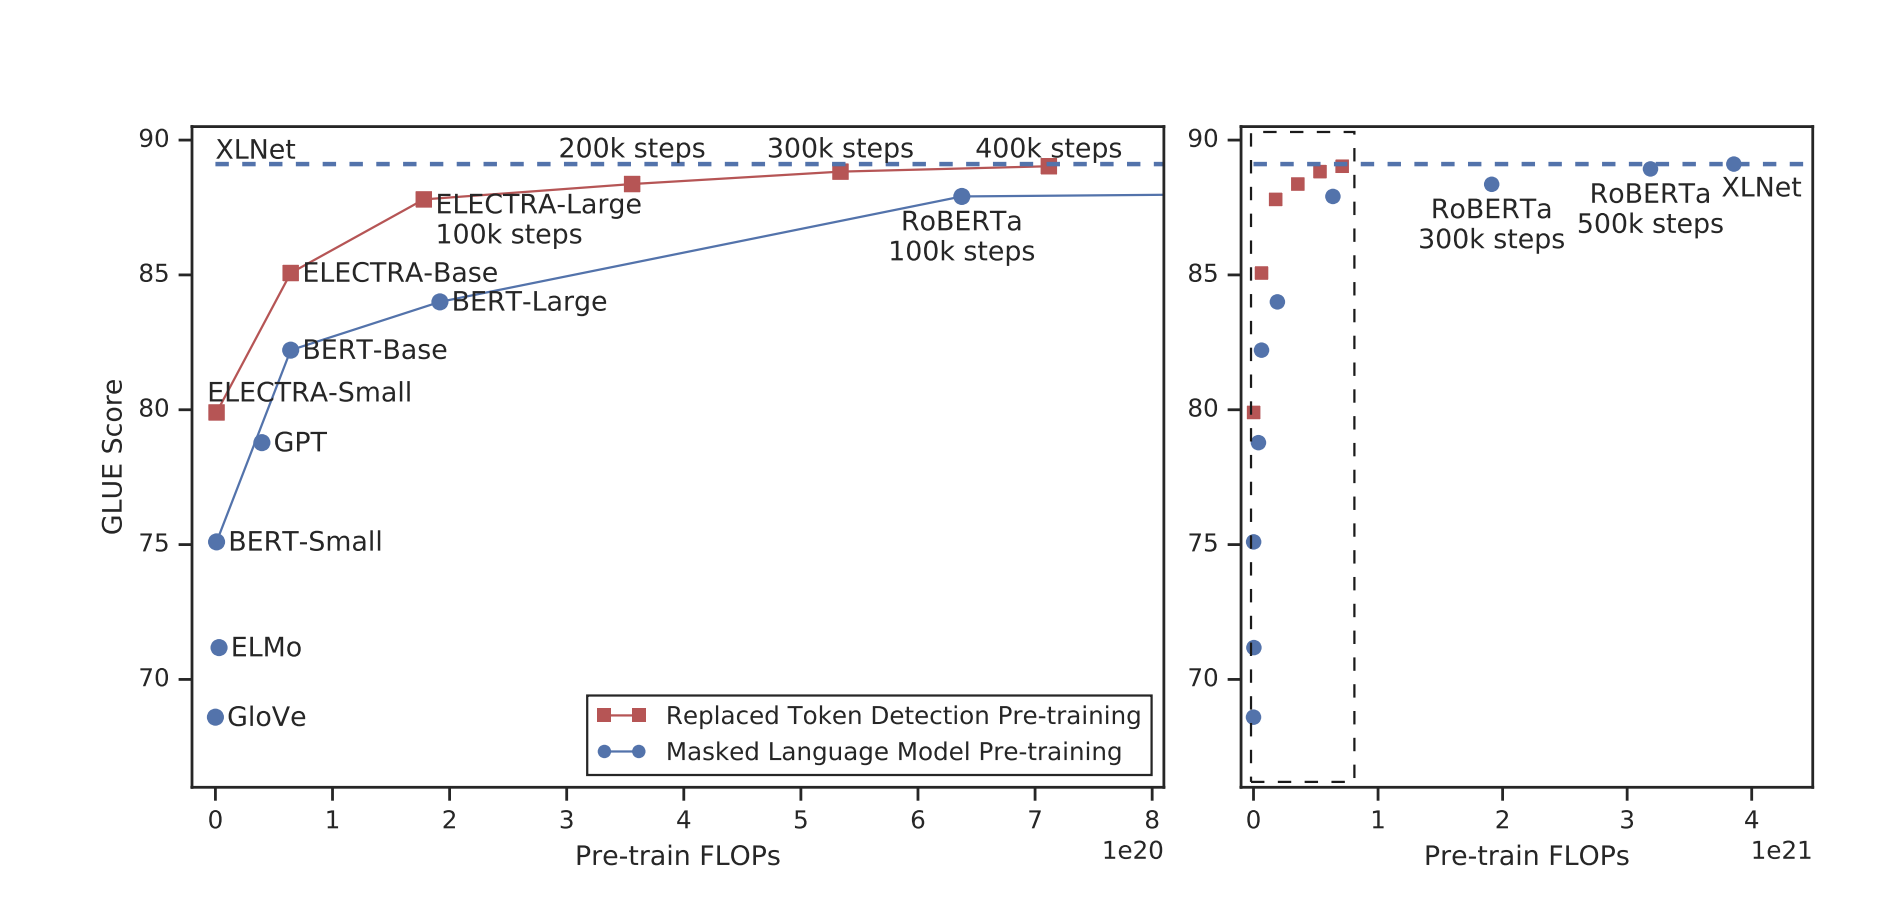 90
85
80
75
70
GLUE Score
XLNet
200k steps
300k steps
400k steps
ELECTRA-Large
100k steps
RoBERTa
100k steps
ELECTRA-Base
BERT-Large
BERT-Base
ELECTRA-Small
GPT
BERT-Small
ELMo
GloVe
Replaced Token Detection Pre-training
Masked Language Model Pre-training
0 1 2 3 4 5 6 7 8
1e20
Pre-train FLOPs
90
85
80
75
70
RoBERTa
300k steps
RoBERTa
500k steps
XLNet
0 1 2 3 4
1e21
Pre-train FLOPs